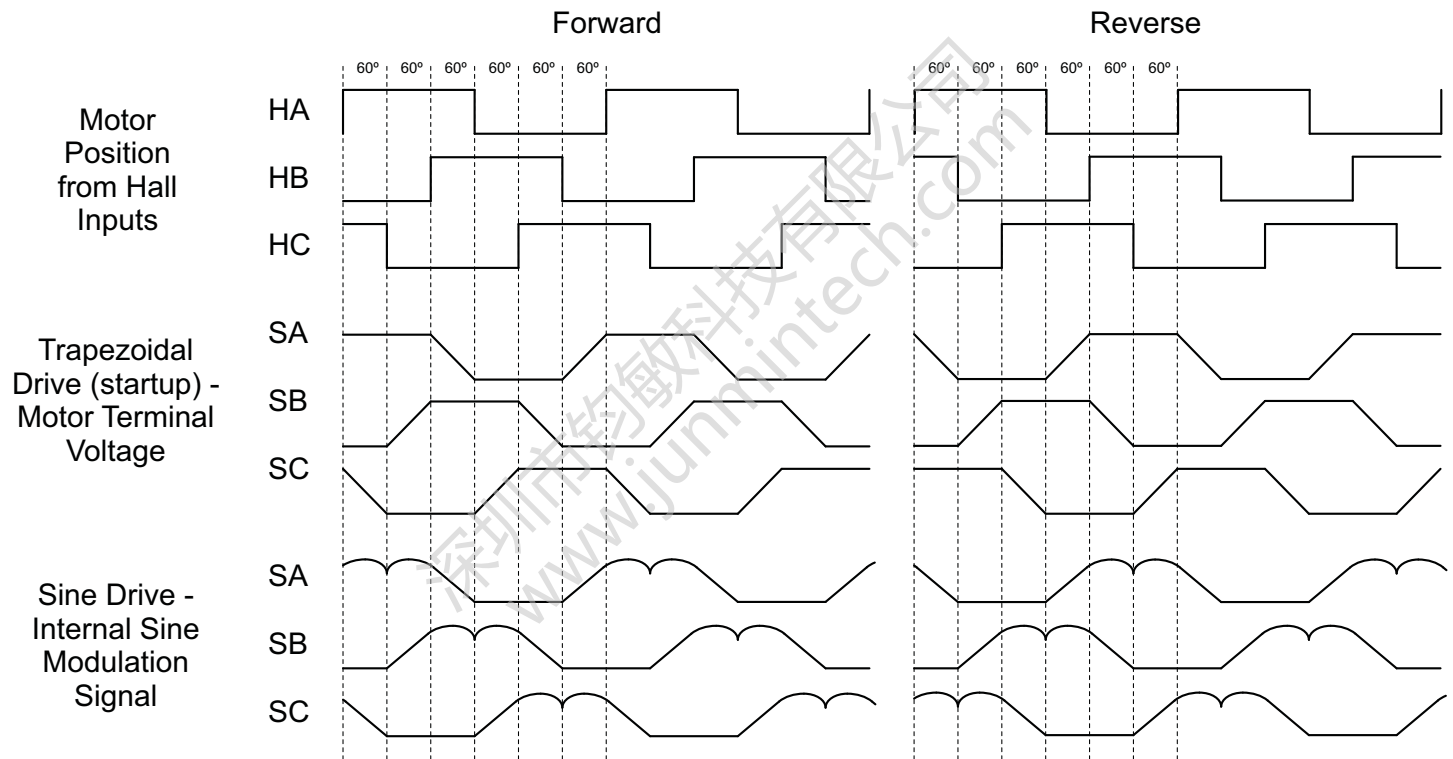 Forward
Reverse
60º 60º 60º 60º 60º 60º
60º 60º 60º 60º 60º 60º
Motor
Position
from Hall
Inputs
HA
HB
HC
Trapezoidal
Drive (startup) -
Motor Terminal
Voltage
SA
SB
SC
Sine Drive -
Internal Sine
Modulation
Signal
SA
SB
SC
深圳市钧敏科技有限公司
www.junmintech.com